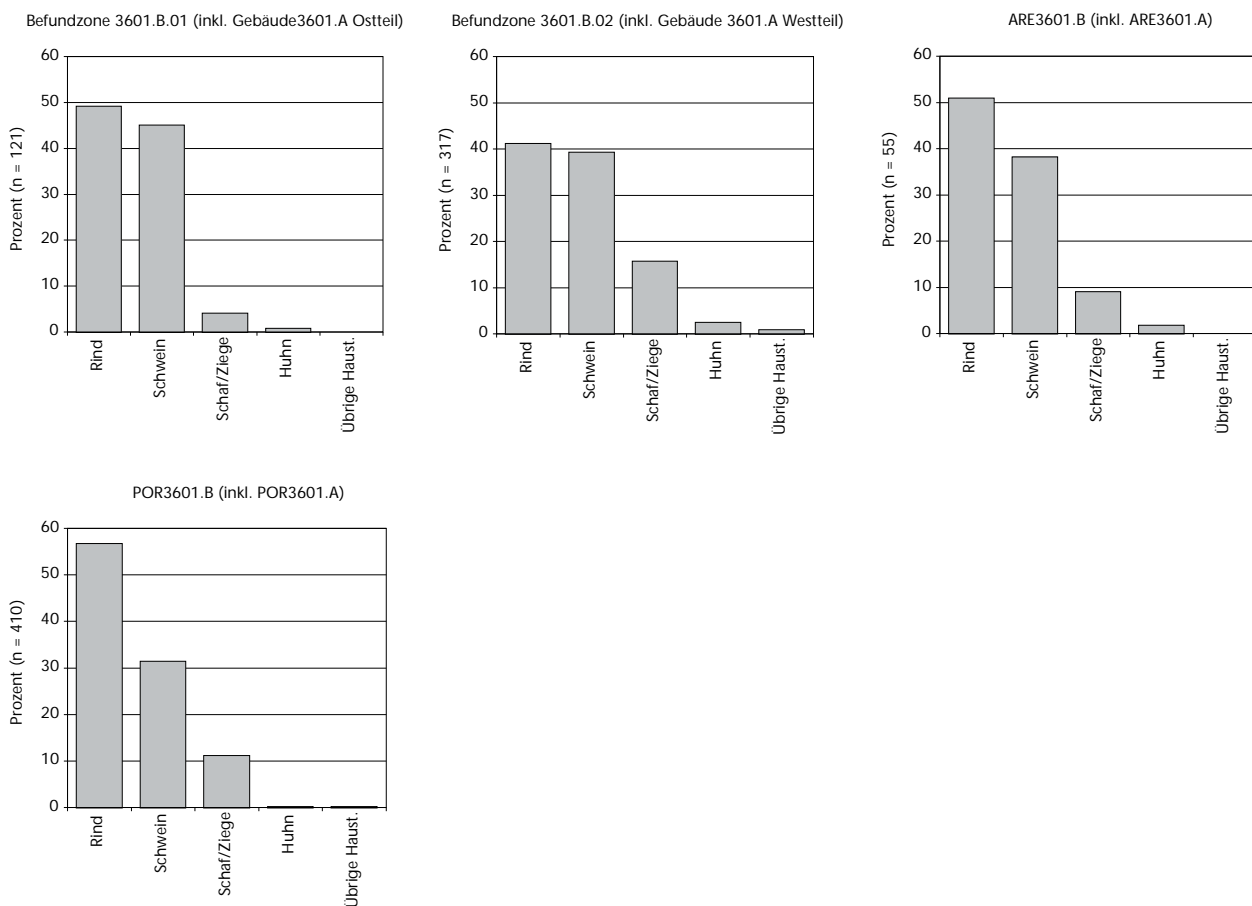 Befundzone 3601.B.01 (inkl. Gebäude3601.A Ostteil)
Prozent (n = 121)
60
50
40
30
20
10
0
Rind
Schwein
Schaf/Ziege
Huhn
Übrige Haust.
Befundzone 3601.B.02 (inkl. Gebäude 3601.A Westteil)
Prozent (n = 317)
60
50
40
30
20
10
0
Rind
Schwein
Schaf/Ziege
Huhn
Übrige Haust.
ARE3601.B (inkl. ARE3601.A)
Prozent (n = 55)
60
50
40
30
20
10
0
Rind
Schwein
Schaf/Ziege
Huhn
Übrige Haust.
POR3601.B (inkl. POR3601.A)
Prozent (n = 410)
60
50
40
30
20
10
0
Rind
Schwein
Schaf/Ziege
Huhn
Übrige Haust.